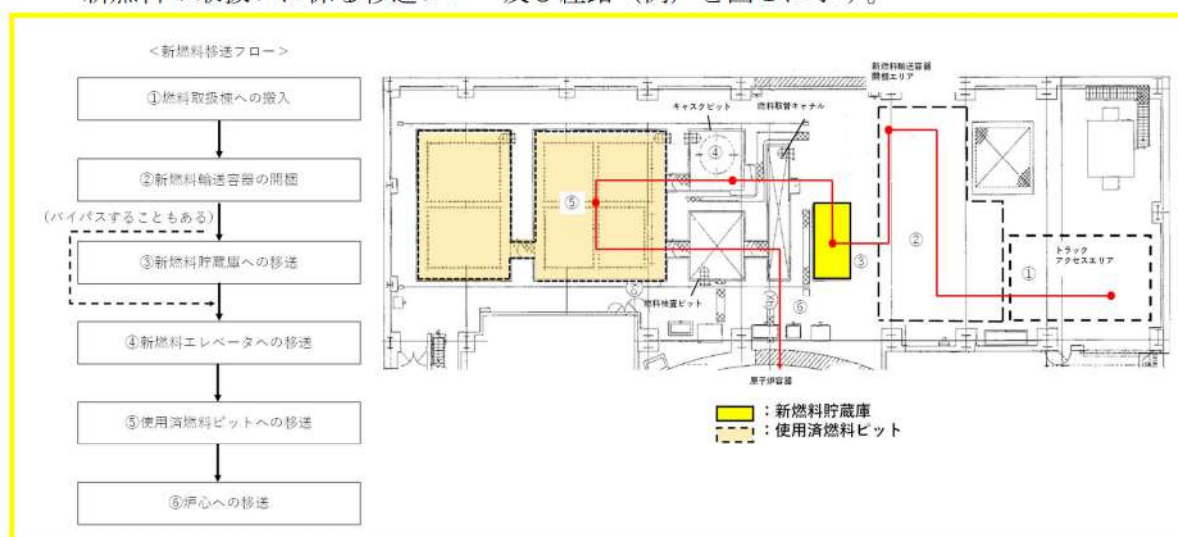 新燃料の取扱いに係る移送フロー及び経路（例）を図
＜新燃料移送フロー＞
①燃料取扱棟への搬入
②新燃料輸送容器の開梱
(バイパスすることもある)
③新燃料貯蔵庫への移送
④新燃料エレベータへの移送
⑤使用済燃料ピットへの移送
⑥炉心への移送
新燃料輸送容器
開梱エリア
キャスクピット
燃料取替キャナル
④
⑤
②
③
①
トラック
アクセスエリア
燃料検査ピット
⑥
原子炉容器
：新燃料貯蔵庫
：使用済燃料ピット